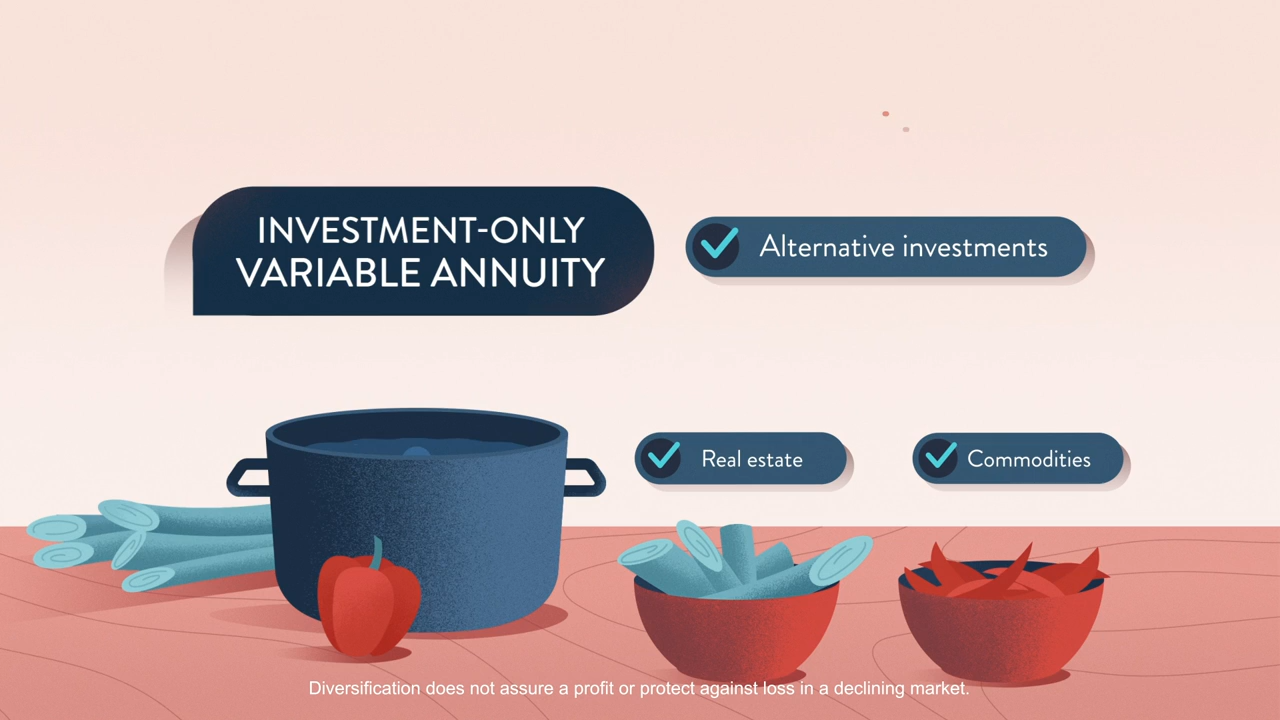 INVESTMENT-ONLY
VARIABLE ANNUITY
Alternative investments
Real estate
Commodities
Diversification does not assure a profit or protect against loss in a declining market.